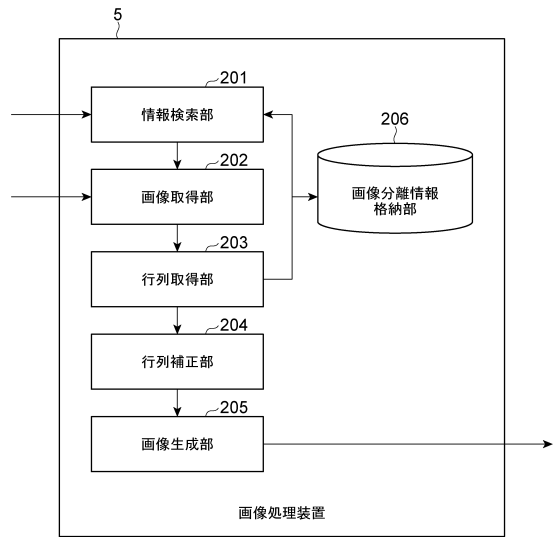 5
201
情報検索部
206
202
画像取得部
画像分離情報
格納部
203
行列取得部
204
行列補正部
205
画像生成部
画像処理装置